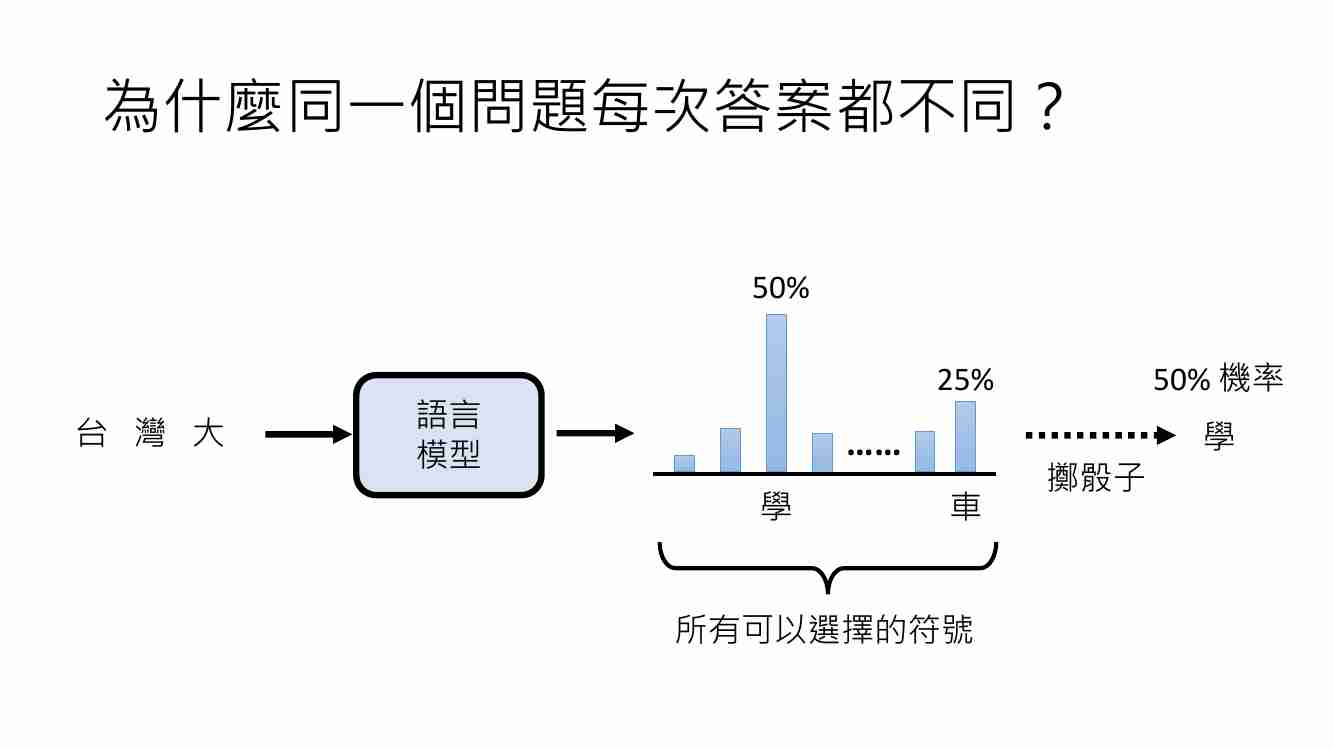 為什麼同一個問題每次答案都不同？
台 灣 大
語言
模型
50%
25%
學
車
……
所有可以選擇的符號
擲骰子
50% 機率
學